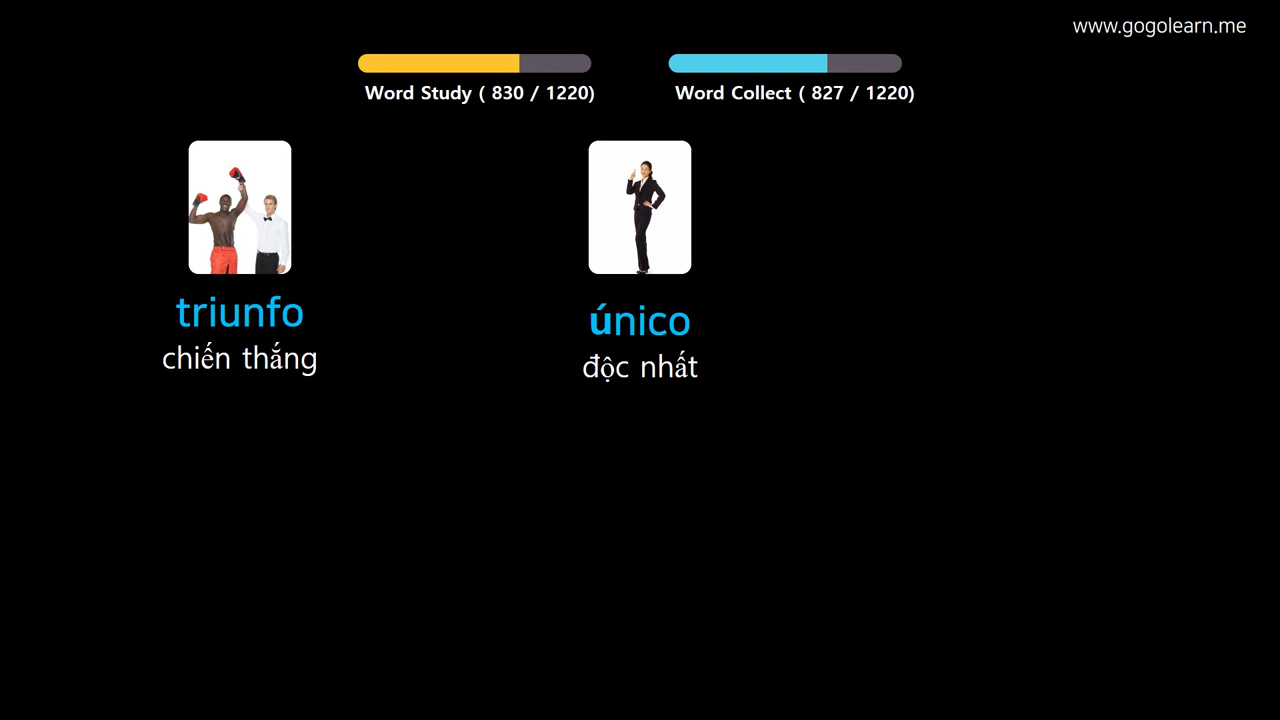 www.gogolearn.me
Word Study ( 830 / 1220)
Word Collect ( 827 / 1220)
triunfo
chiến thắng
único
độc nhất